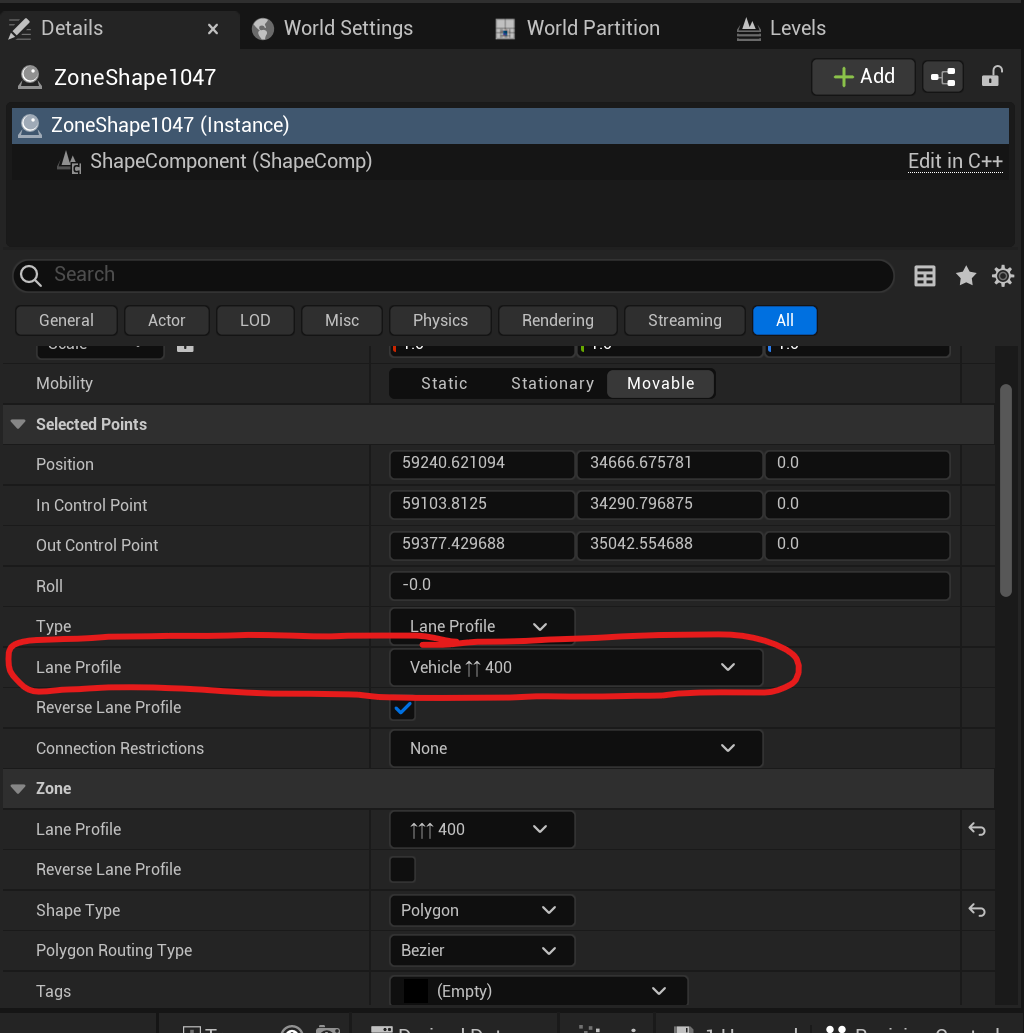 Details × World Settings World Partition Levels
ZoneShape1047 + Add
ZoneShape1047 (Instance)
ShapeComponent (ShapeComp) Edit in C++
Search
General Actor LOD Misc Physics Rendering Streaming All
Mobility Static Stationary Movable
Selected Points
Position 59240.621094 34666.675781 0.0
In Control Point 59103.8125 34290.796875 0.0
Out Control Point 59377.429688 35042.554688 0.0
Roll -0.0
Type Lane Profile
Lane Profile Vehicle ↑↑ 400
Reverse Lane Profile
Connection Restrictions None
Zone
Lane Profile ↑↑↑ 400
Reverse Lane Profile
Shape Type Polygon
Polygon Routing Type Bezier
Tags (Empty)